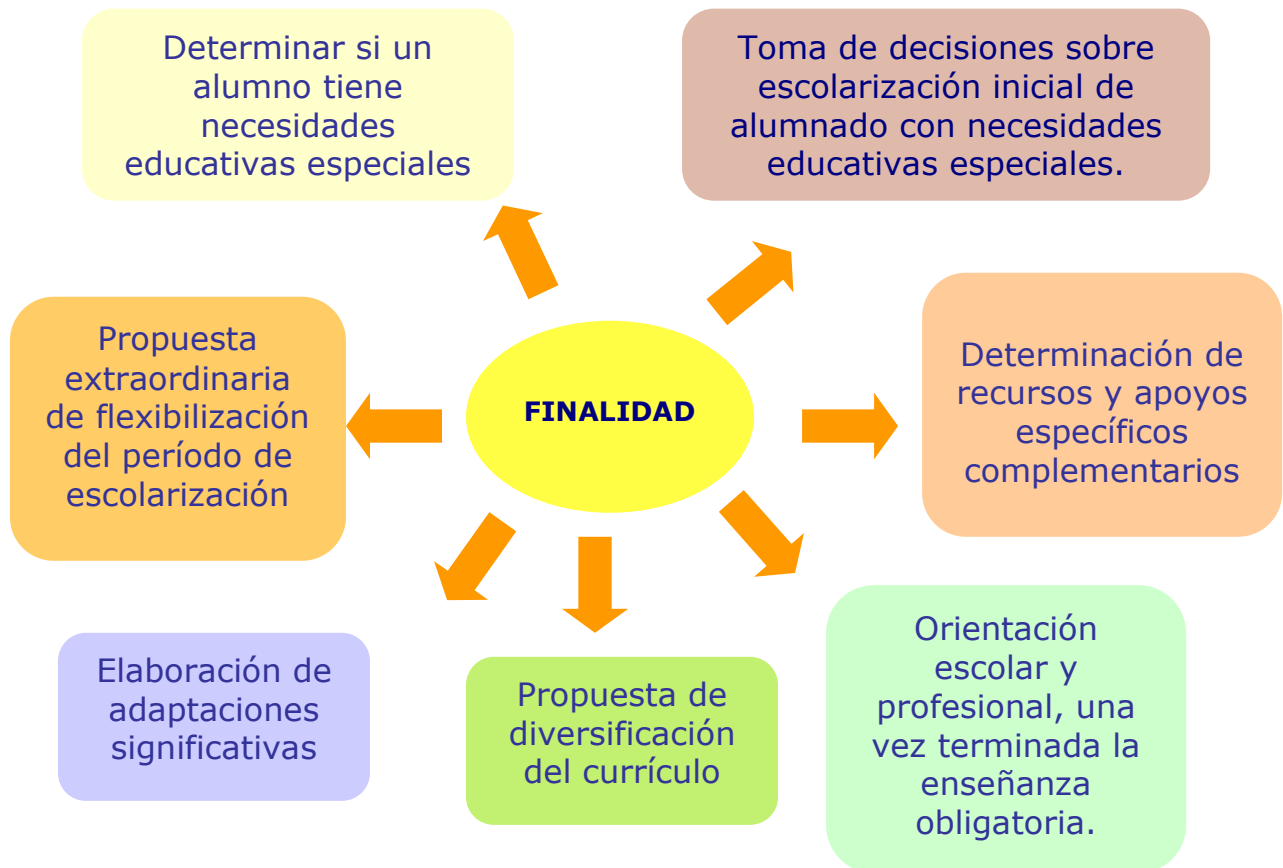 Determinar si un
alumno tiene
necesidades
educativas especiales
Toma de decisiones sobre
escolarización inicial de
alumnado con necesidades
educativas especiales.
Propuesta
extraordinaria
de flexibilización
del período de
escolarización
FINALIDAD
Determinación de
recursos y apoyos
específicos
complementarios
Elaboración de
adaptaciones
significativas
Propuesta de
diversificación
del currículo
Orientación
escolar y
profesional, una
vez terminada la
enseñanza
obligatoria.